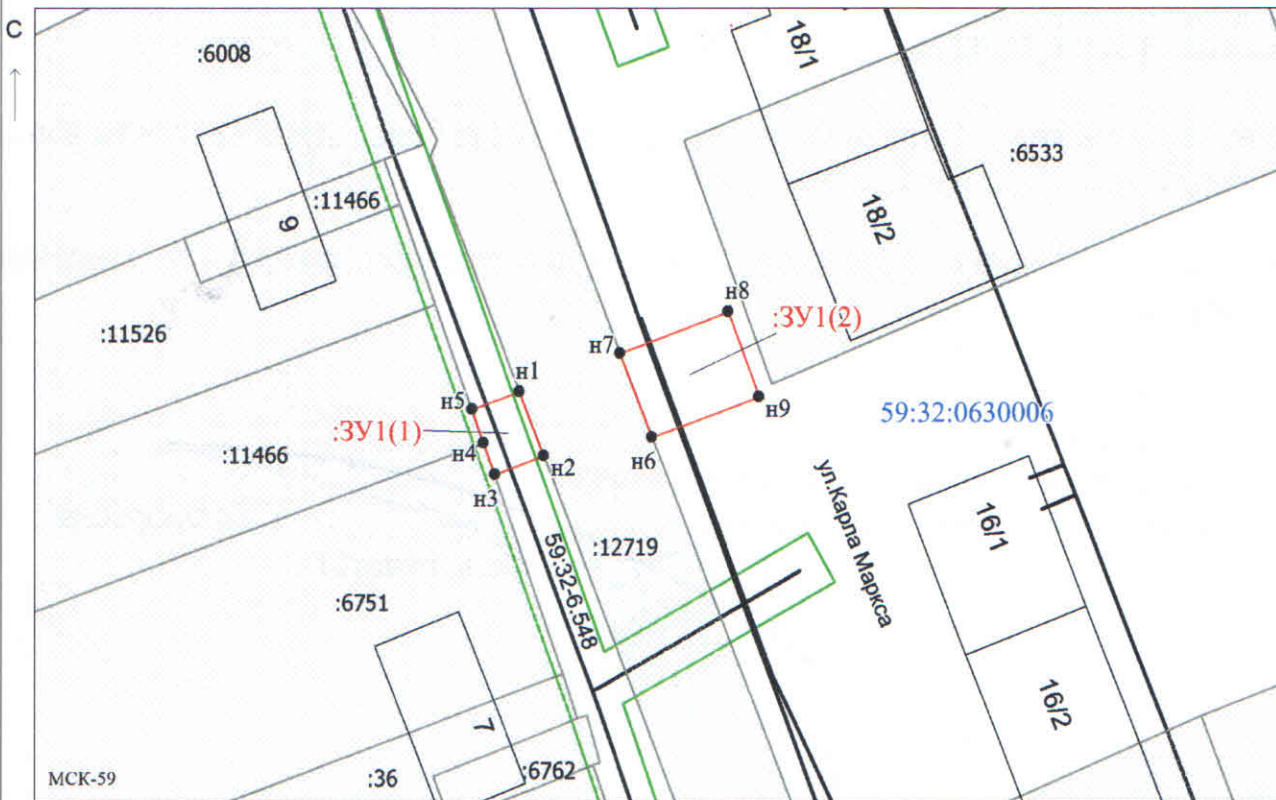 С
:6008
18/1
:6533
:11466
9
18/2
:11526
н8
:ЗУ1(2)
н7
н1
н5
н9
59:32:0630006
:ЗУ1(1)
н4
н2
н6
:11466
н3
ул.Карла Маркса
16/1
:12719
59:32-6.548
:6751
16/2
7
:6762
МСК-59
:36